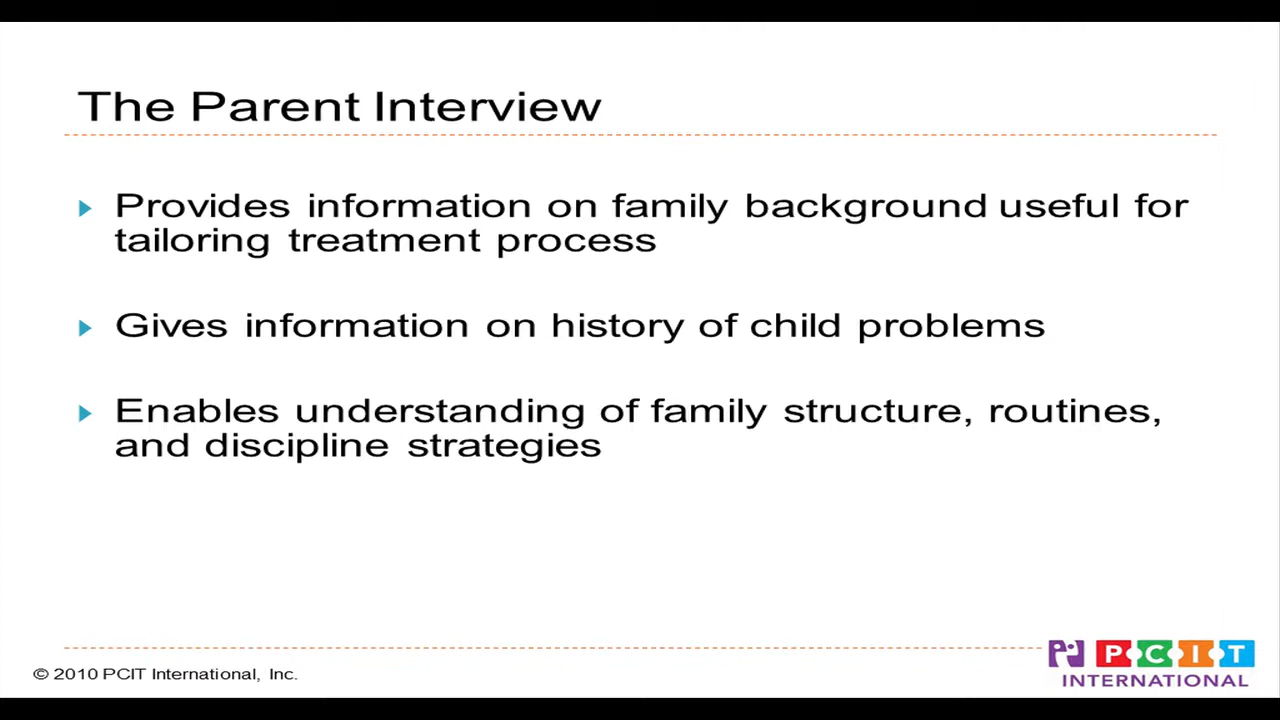 The Parent Interview
Provides information on family background useful for
tailoring treatment process
Gives information on history of child problems
Enables understanding of family structure, routines,
and discipline strategies
© 2010 PCIT International, Inc.
PCIT
INTERNATIONAL